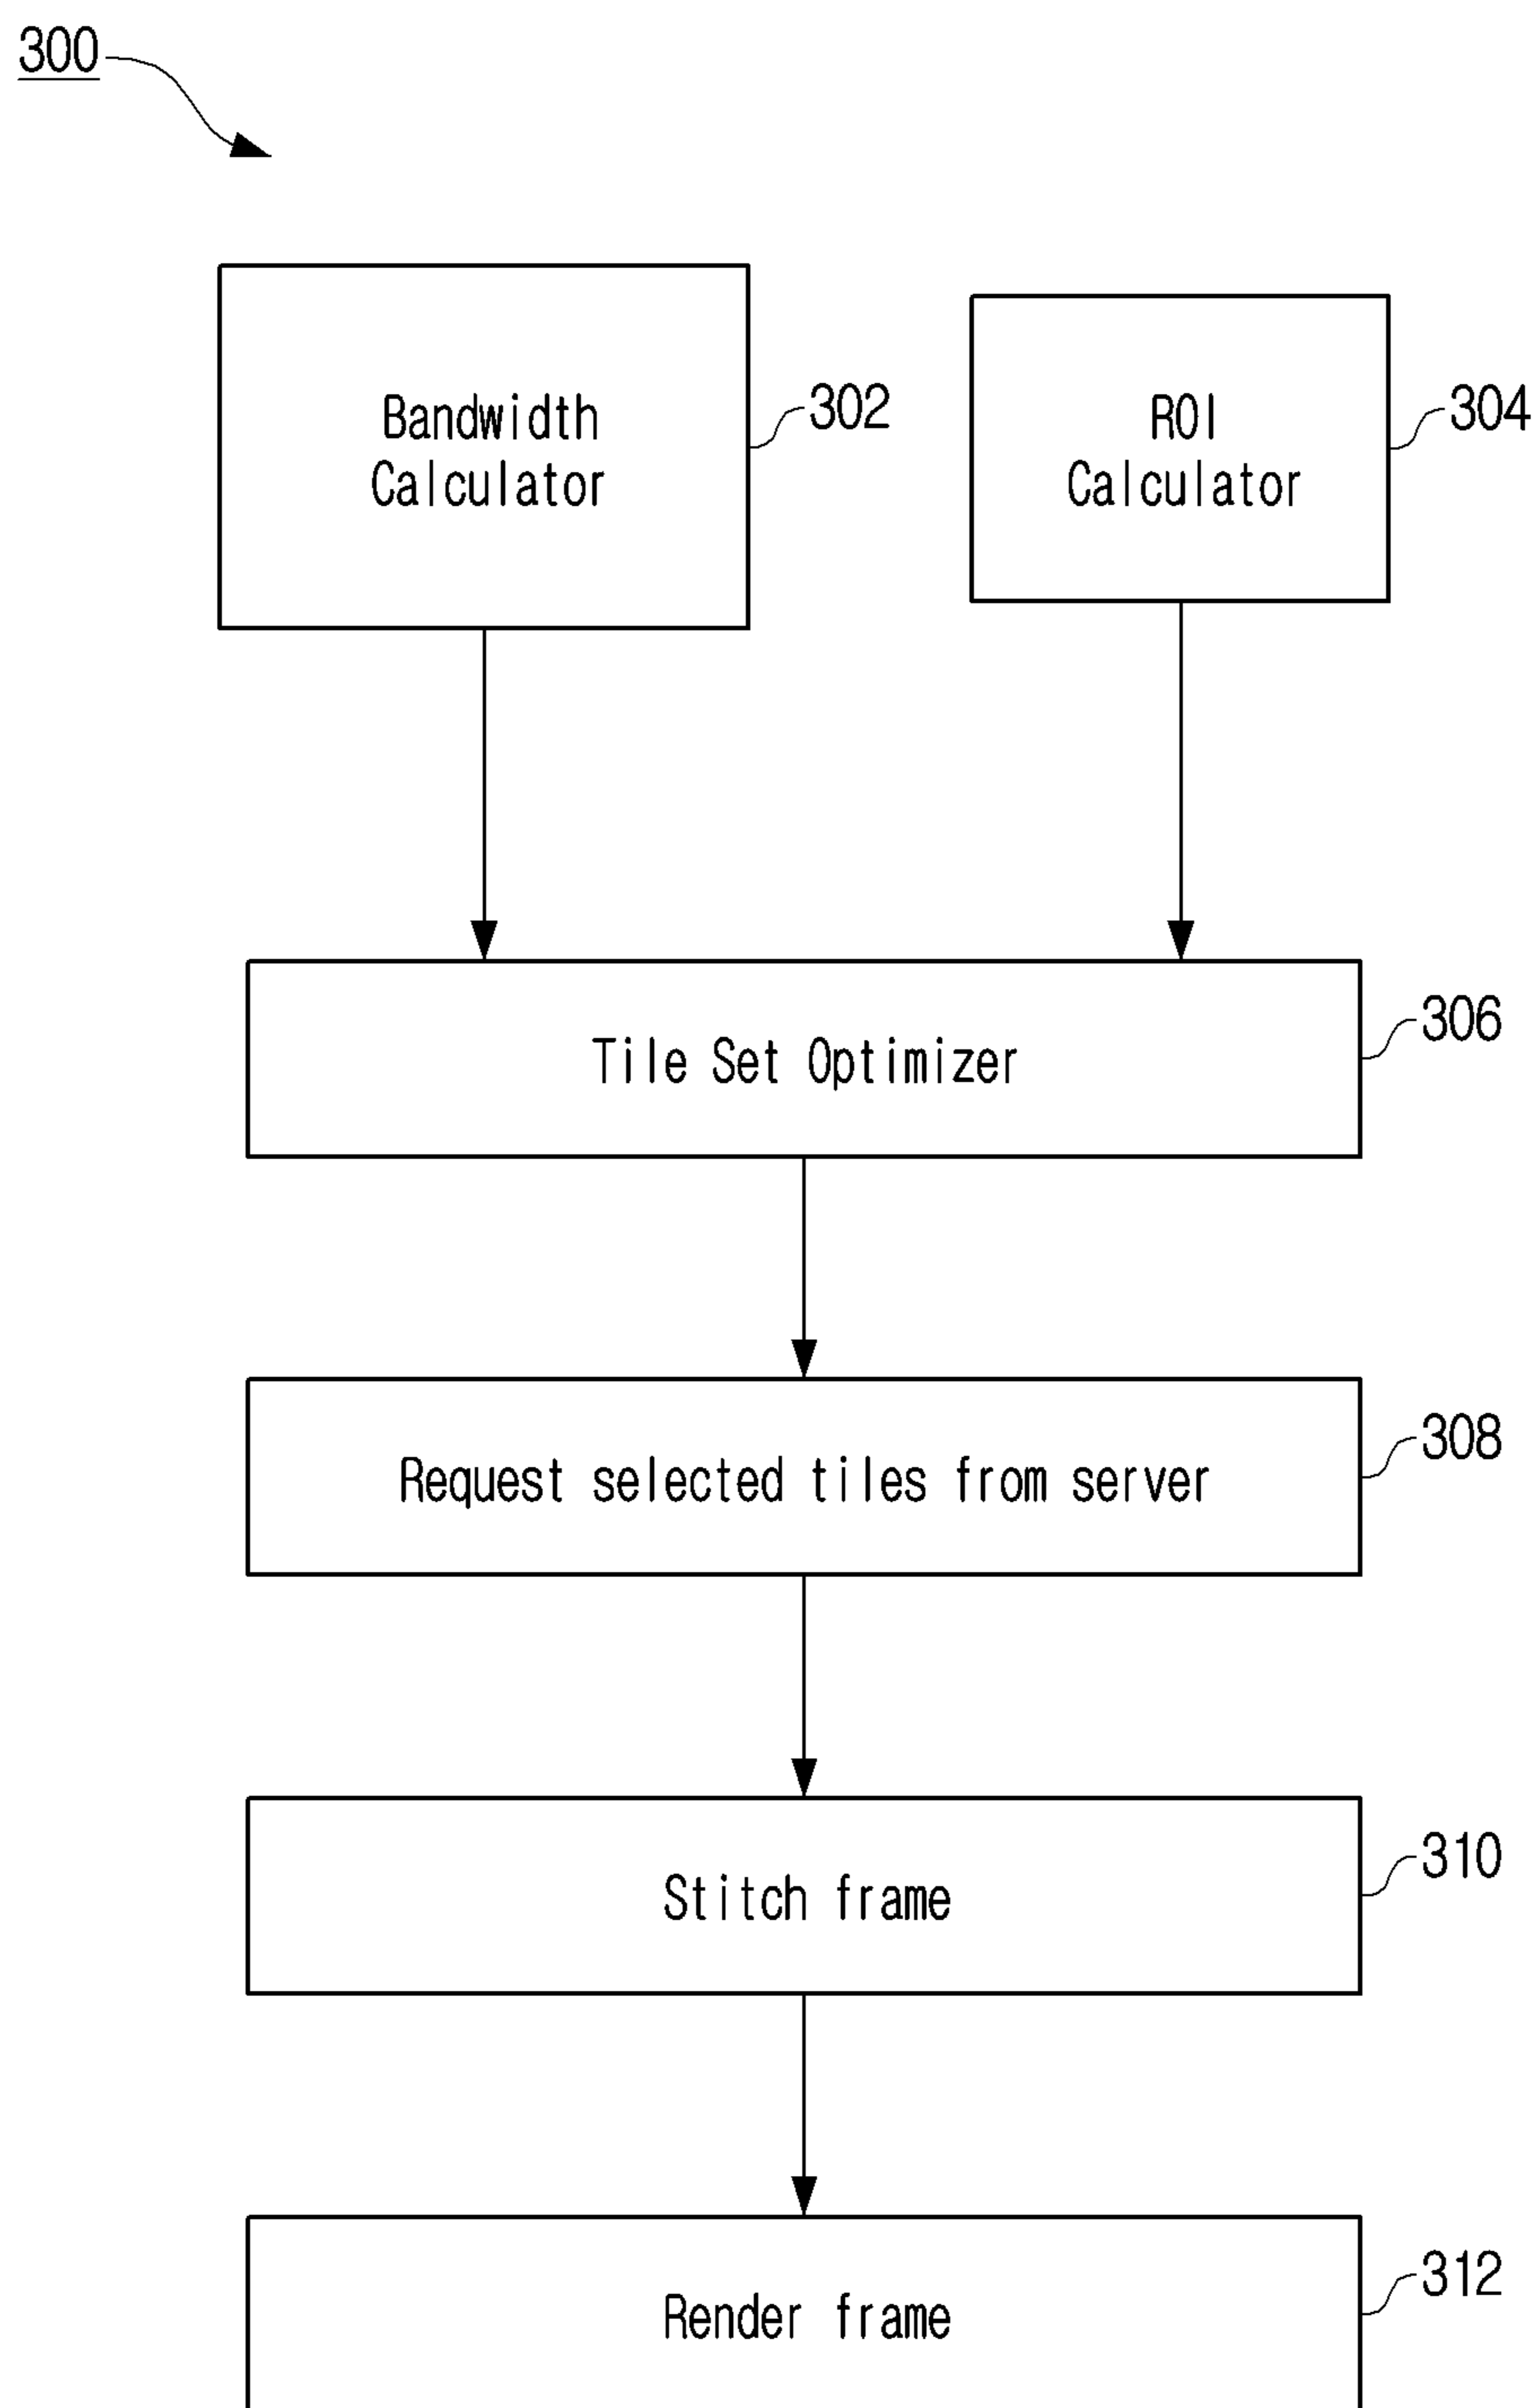 300
Bandwidth
Calculator
302
ROI
Calculator
304
Tile Set Optimizer
306
Request selected tiles from server
308
Stitch frame
310
Render frame
312